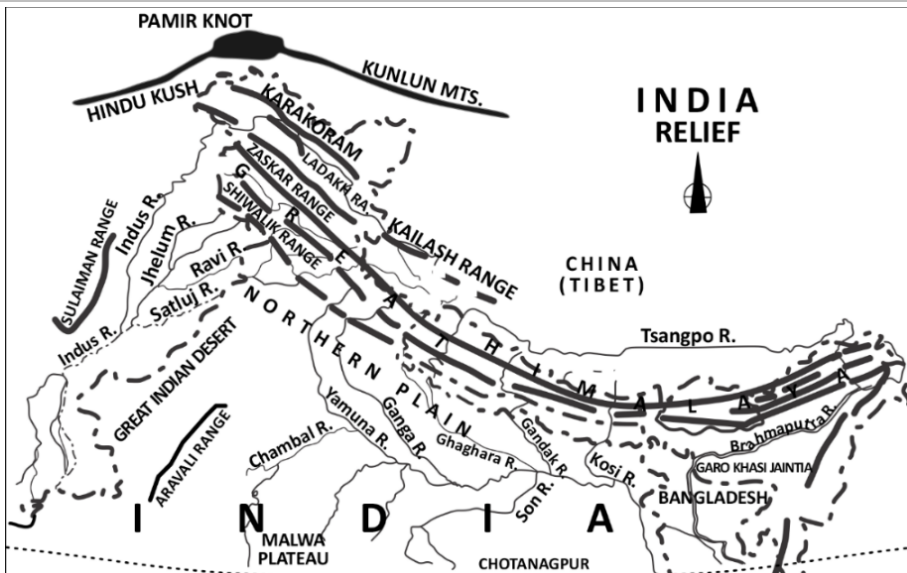 PAMIR KNOT
HINDU KUSH
KUNLUN MTS.
INDIA
RELIEF
KARAKORAM
LADAKH RA
ZASKAR RANGE
GREAT HIMALAYA
SHIWALIK RANGE
KAILASH RANGE
SULAIMAN RANGE
Indus R.
Jhelum R.
Ravi R
Satluj R.
Indus R.
CHINA
(TIBET)
Tsangpo R.
NORTHERN PLAIN
GREAT INDIAN DESERT
ARAVALI RANGE
Chambal R.
Yamuna R.
Ganga R.
Ghaghara R.
Gandak R.
Kosi R.
Son R.
Brahmaputra R.
GARO KHASI JAINTIA
BANGLADESH
INDIA
MALWA
PLATEAU
CHOTANAGPUR